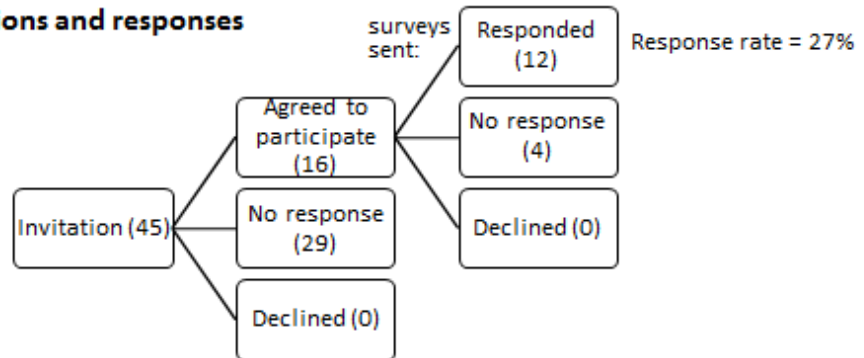 ions and responses
surveys
sent:
Responded
(12)
Response rate = 27%
Agreed to
participate
(16)
No response
(4)
Invitation (45)
No response
(29)
Declined (0)
Declined (0)